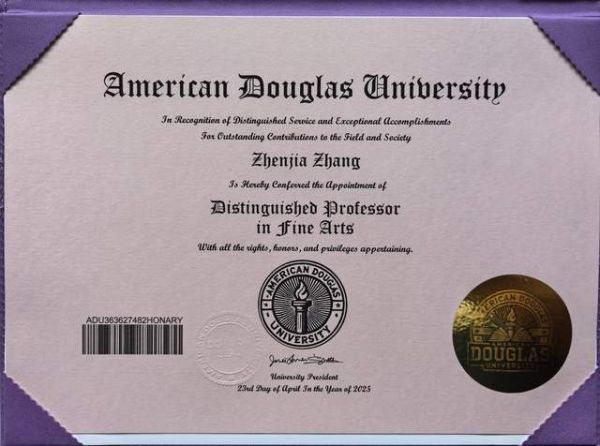 American Douglas University
In Recognition of Distinguished Service and Exceptional Accomplishments
For Outstanding Contributions to the Field and Society
Zhenjia Zhang
Is Hereby Conferred the Appointment of
Distinguished Professor
in Fine Arts
With all the rights, honors, and privileges appertaining.
AMERICAN DOUGLAS
UNIVERSITY
ADU363627482HONARY
AMERICAN DOUGLAS
AMERICAN
DOUGLAS
UNIVERSITY
University President
23rd Day of April In the Year of 2025